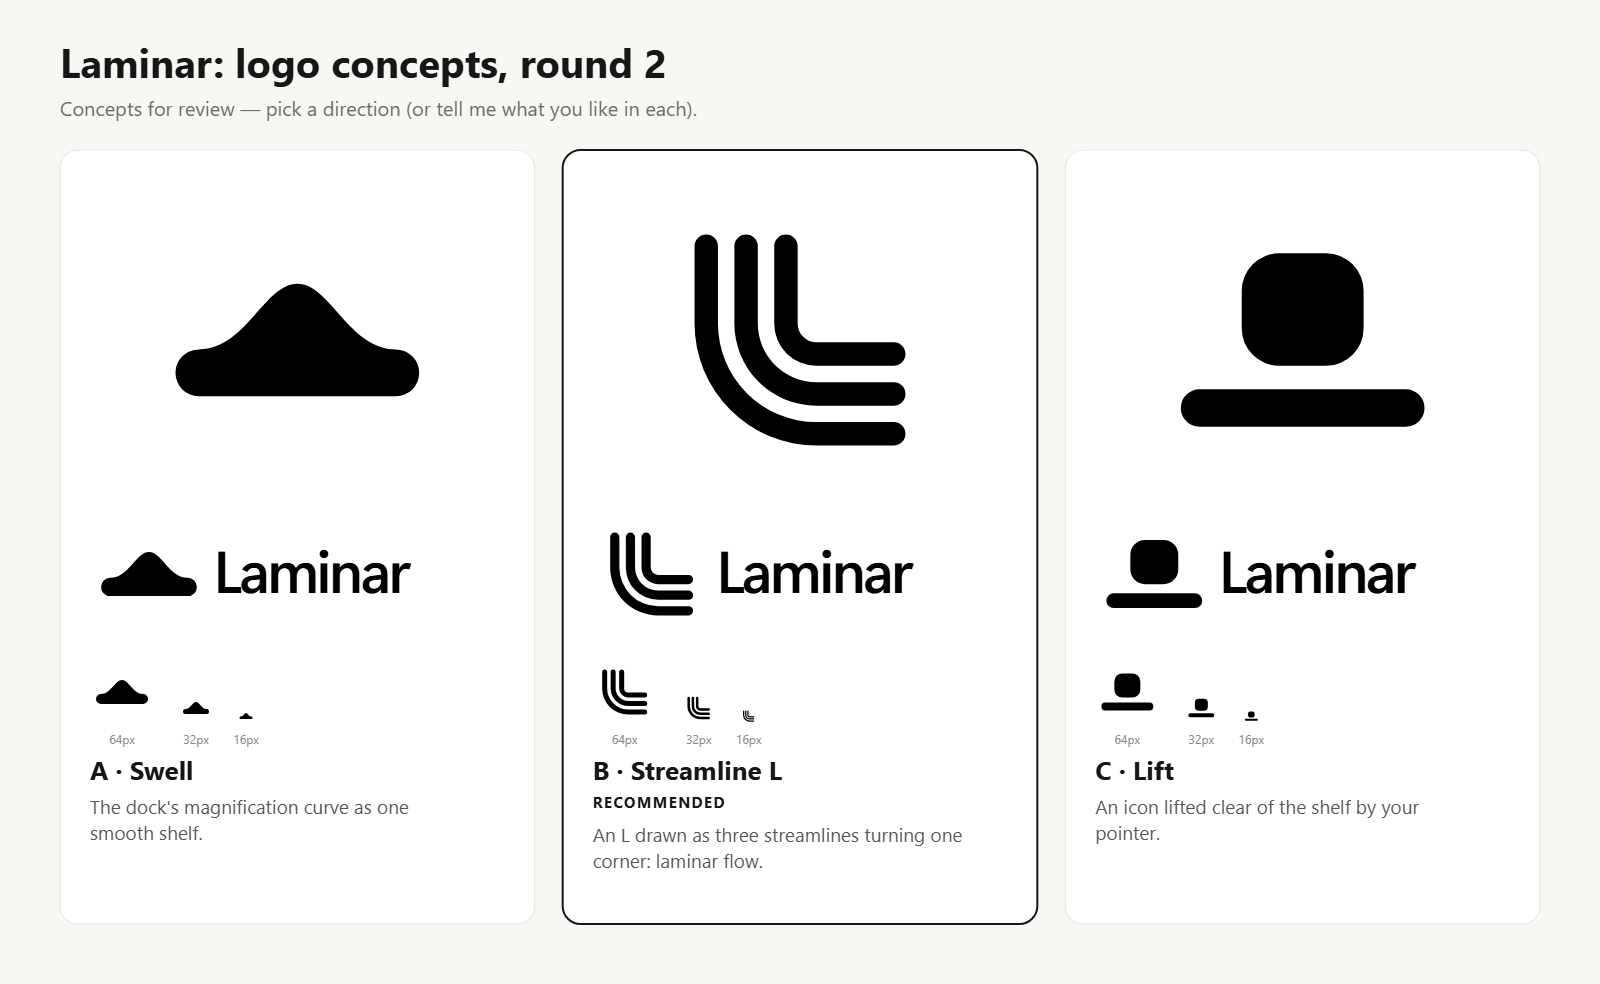 Laminar: logo concepts, round 2
Concepts for review — pick a direction (or tell me what you like in each).
Laminar
64px 32px 16px
A · Swell
The dock's magnification curve as one
smooth shelf.
Laminar
64px 32px 16px
B · Streamline L
RECOMMENDED
An L drawn as three streamlines turning one
corner: laminar flow.
Laminar
64px 32px 16px
C · Lift
An icon lifted clear of the shelf by your
pointer.